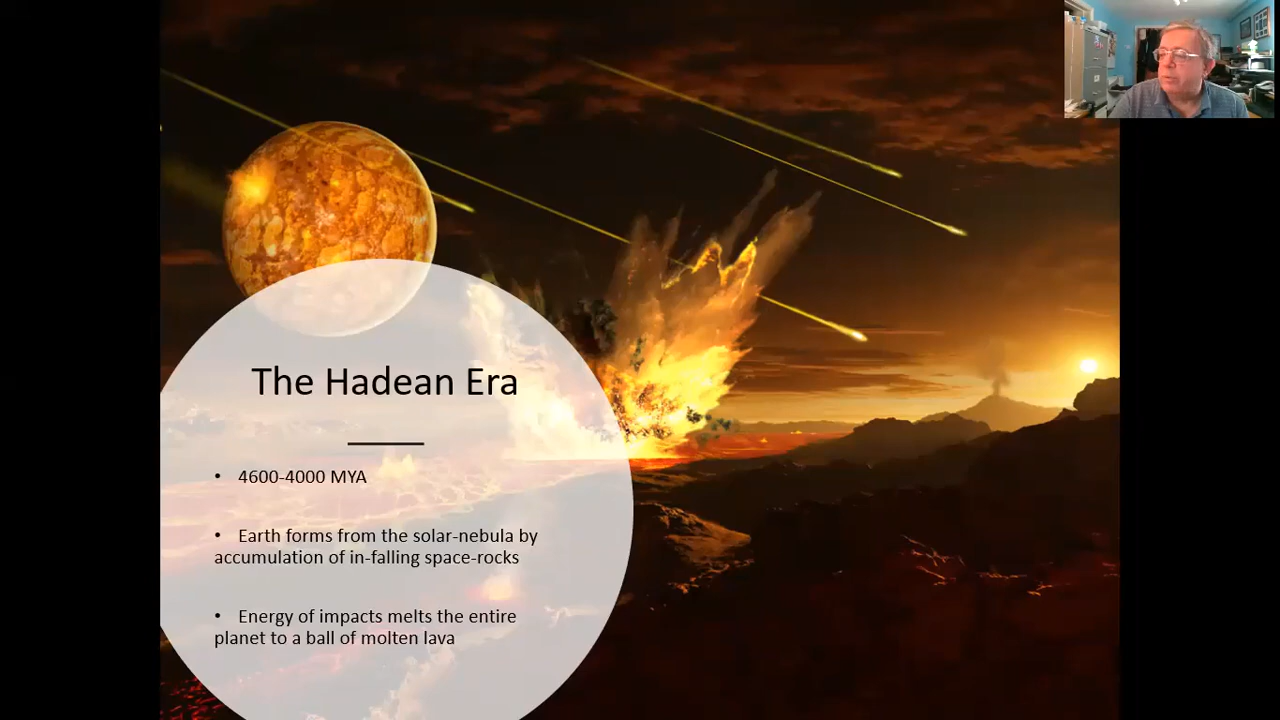 The Hadean Era
• 4600-4000 MYA
• Earth forms from the solar-nebula by
accumulation of in-falling space-rocks
• Energy of impacts melts the entire
planet to a ball of molten lava